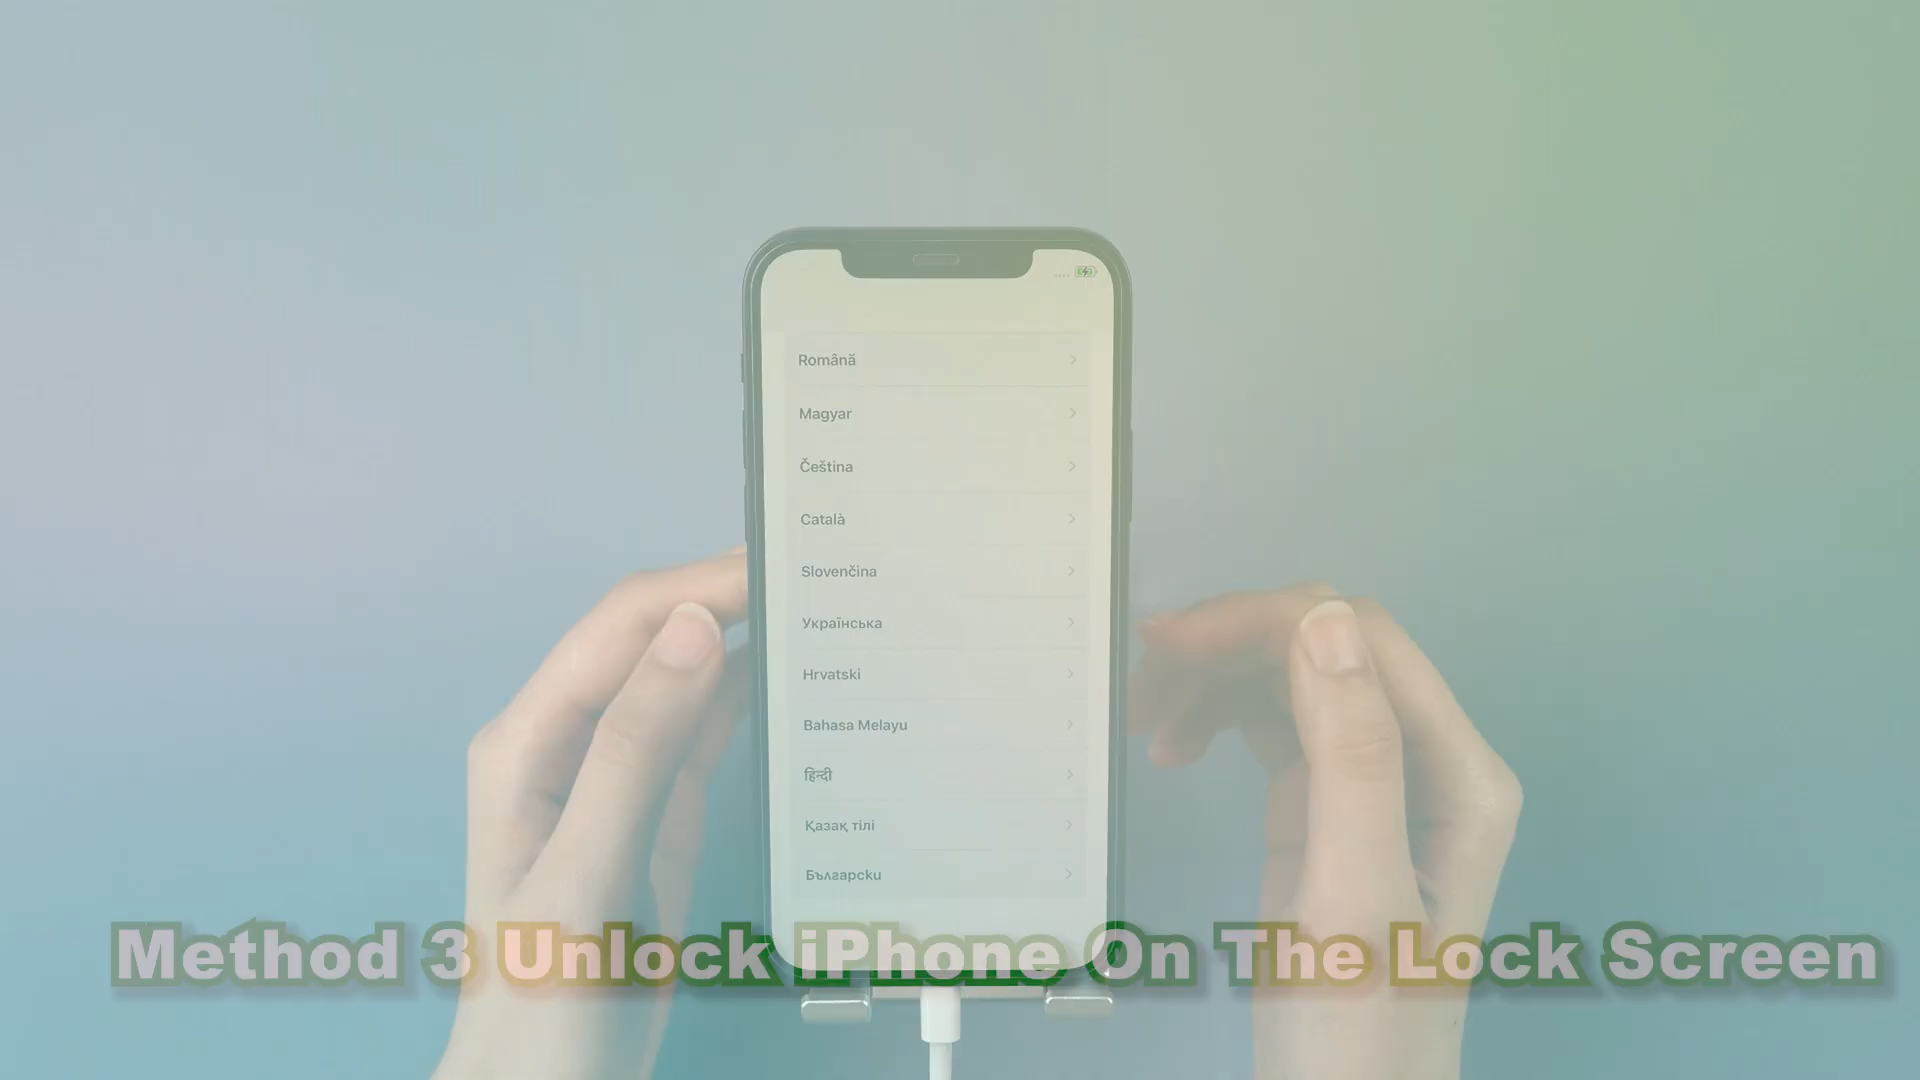 Română
Magyar
Čeština
Català
Slovenčina
Українська
Hrvatski
Bahasa Melayu
हिन्दी
Қазақ тілі
Български
Method 3 Unlock iPhone On The Lock Screen